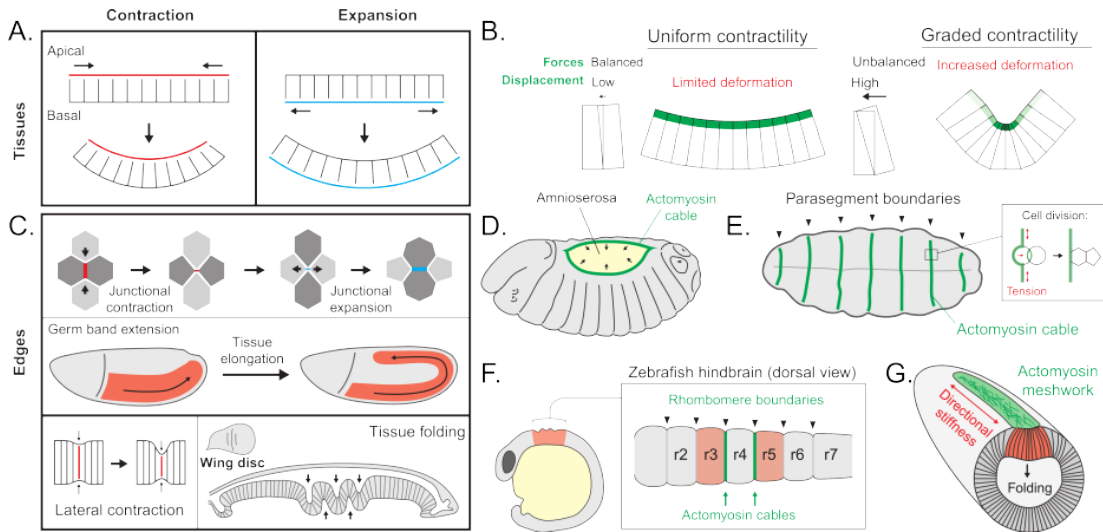 Contraction
Expansion
A.
Apical
Basal
Tissues
B.
Uniform contractility
Graded contractility
Forces
Balanced
Unbalanced
Displacement
Low
High
Limited deformation
Increased deformation
C.
Junctional
contraction
Junctional
expansion
Germ band extension
Tissue
elongation
Edges
Lateral contraction
Wing disc
Tissue folding
D.
Amnioserosa
Actomyosin
cable
E.
Parasegment boundaries
Cell division:
Tension
Actomyosin cable
F.
Zebrafish hindbrain (dorsal view)
Rhombomere boundaries
r2
r3
r4
r5
r6
r7
Actomyosin cables
G.
Actomyosin
meshwork
Directional
stiffness
Folding